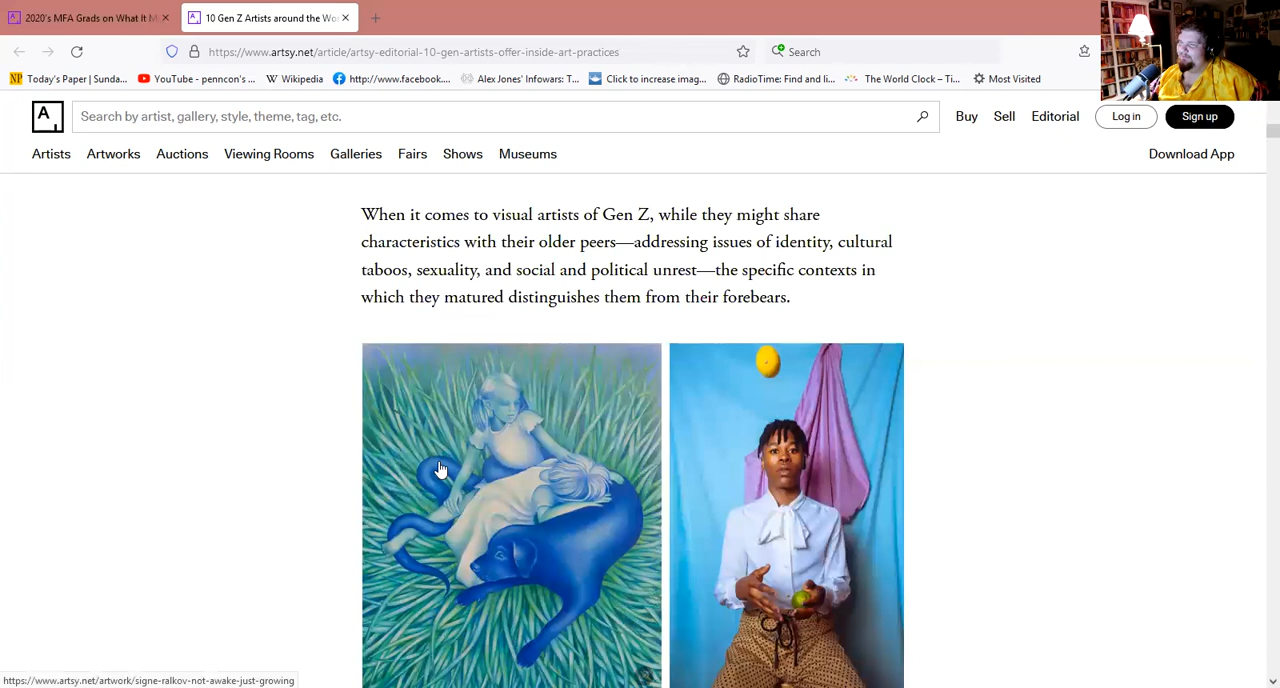 2020's MFA Grads on What It M
10 Gen Z Artists around the Wo
https://www.artsy.net/article/artsy-editorial-10-gen-artists-offer-inside-art-practices
Search
Today's Paper | Sunda...
YouTube - penncon's ...
Wikipedia
http://www.facebook....
Alex Jones' Infowars: T...
Click to increase imag...
RadioTime: Find and li...
The World Clock – Ti...
Most Visited
A
Search by artist, gallery, style, theme, tag, etc.
Buy
Sell
Editorial
Log in
Sign up
Artists
Artworks
Auctions
Viewing Rooms
Galleries
Fairs
Shows
Museums
Download App
When it comes to visual artists of Gen Z, while they might share
characteristics with their older peers—addressing issues of identity, cultural
taboos, sexuality, and social and political unrest—the specific contexts in
which they matured distinguishes them from their forebears.
https://www.artsy.net/artwork/signe-ralkov-not-awake-just-growing